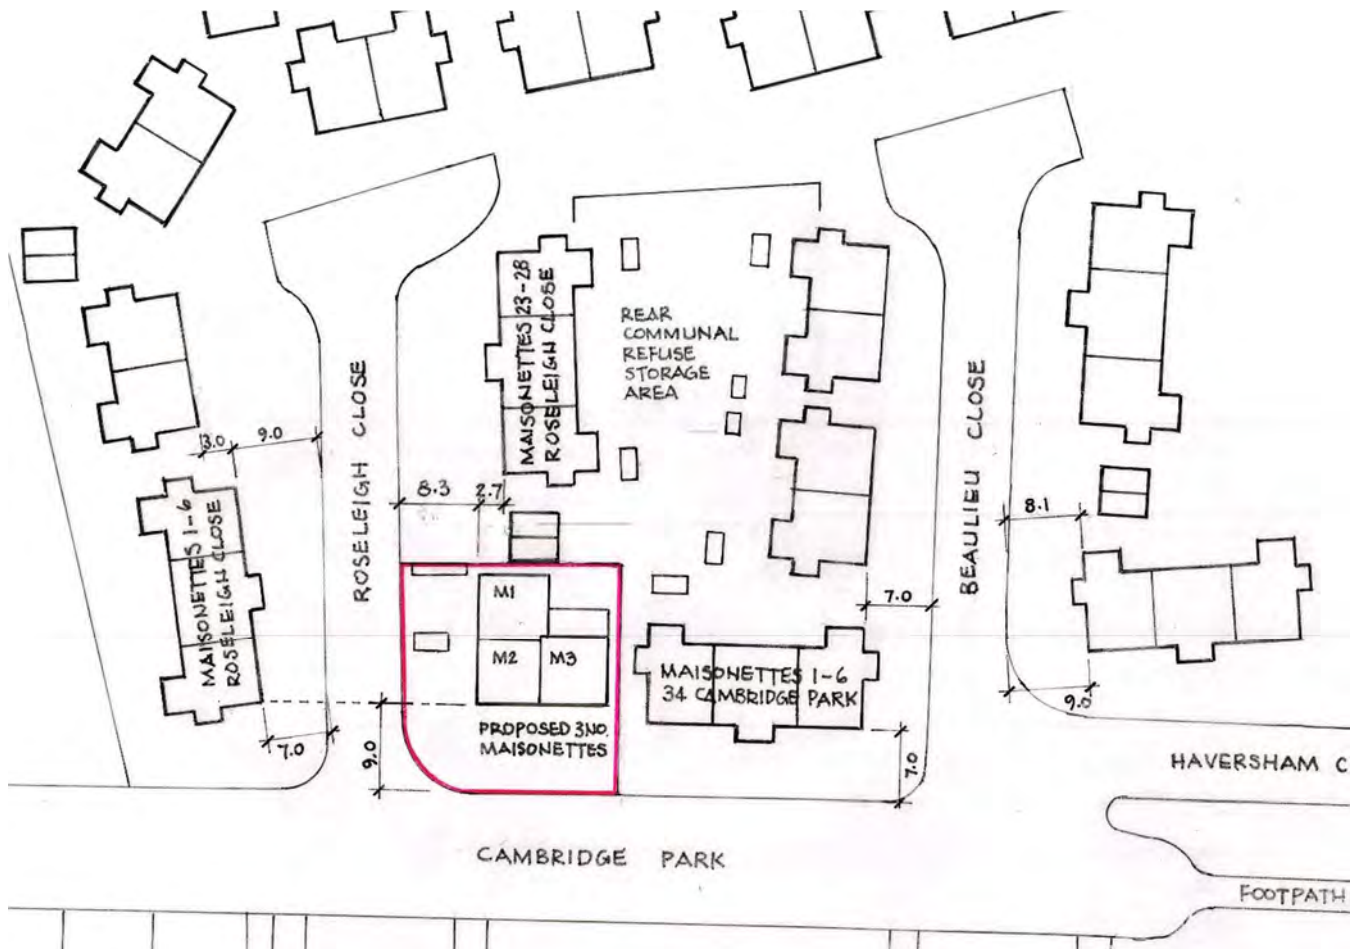 MAISONETTES 23-28
ROSELEIGH CLOSE
REAR
COMMUNAL
REFUSE
STORAGE
AREA
ROSELEIGH CLOSE
BEAULIEU CLOSE
3.0
9.0
MAISONETTES 1-6
ROSELEIGH CLOSE
8.3
2.7
8.1
M1
M2
M3
7.0
MAISONETTES 1-6
34 CAMBRIDGE PARK
9.0
PROPOSED 3NO.
MAISONETTES
7.0
9.0
7.0
HAVERSHAM C
CAMBRIDGE PARK
FOOTPATH